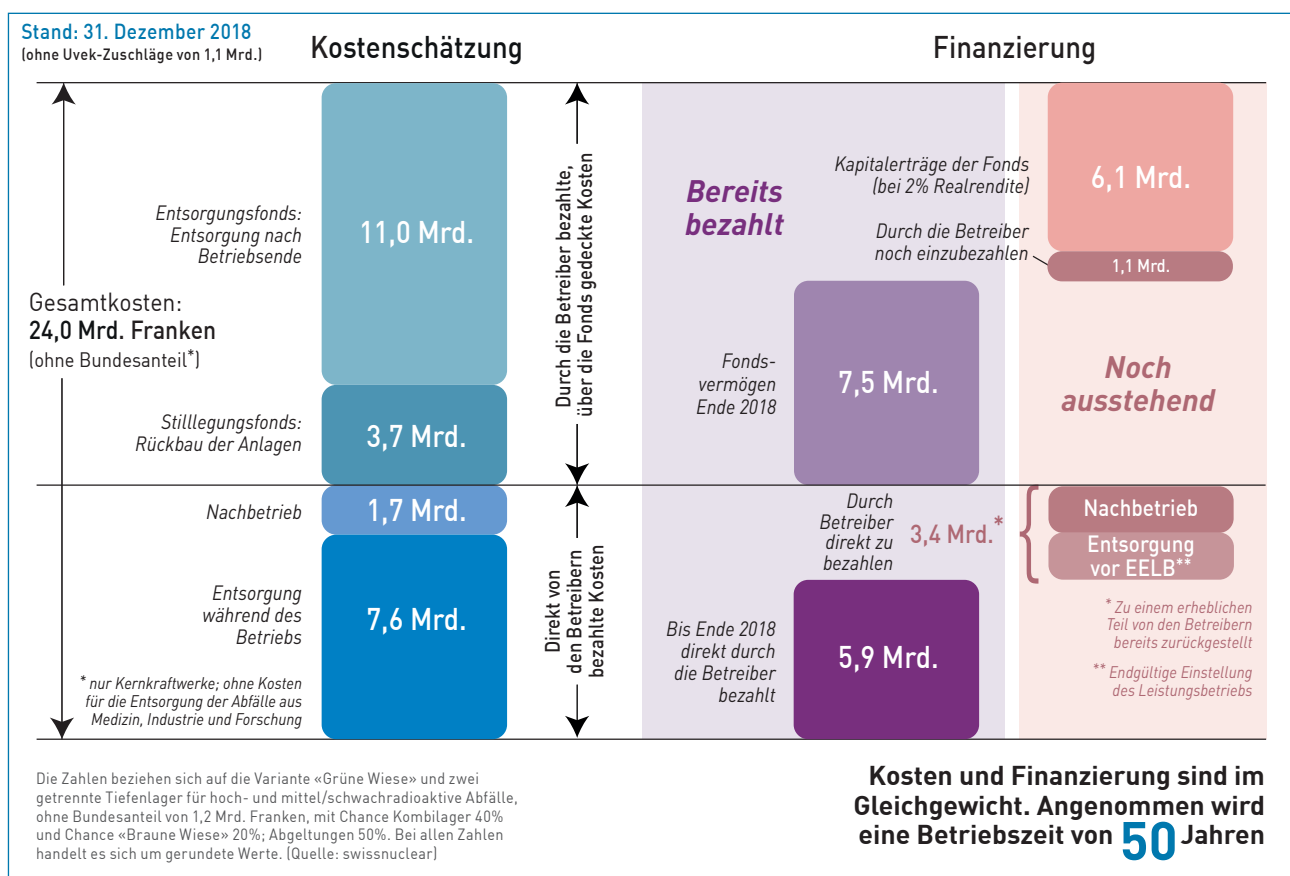 Stand: 31. Dezember 2018
(ohne Uvek-Zuschläge von 1,1 Mrd.)
Kostenschätzung
Finanzierung
Gesamtkosten:
24,0 Mrd. Franken
(ohne Bundesanteil*)
Entsorgungsfonds:
Entsorgung nach
Betriebsende
11,0 Mrd.
Stilllegungsfonds:
Rückbau der Anlagen
3,7 Mrd.
Nachbetrieb
1,7 Mrd.
Entsorgung
während des
Betriebs
7,6 Mrd.
* nur Kernkraftwerke; ohne Kosten
für die Entsorgung der Abfälle aus
Medizin, Industrie und Forschung
Durch die Betreiber bezahlte,
über die Fonds gedeckte Kosten
Direkt von
den Betreibern
bezahlte Kosten
Bereits
bezahlt
Kapitalerträge der Fonds
(bei 2% Realrendite)
6,1 Mrd.
Durch die Betreiber
noch einzubezahlen
1,1 Mrd.
Fonds-
vermögen
Ende 2018
7,5 Mrd.
Noch
ausstehend
Durch
Betreiber
direkt zu
bezahlen
3,4 Mrd.*
Nachbetrieb
Entsorgung
vor EELB**
Bis Ende 2018
direkt durch
die Betreiber
bezahlt
5,9 Mrd.
* Zu einem erheblichen
Teil von den Betreibern
bereits zurückgestellt
** Endgültige Einstellung
des Leistungsbetriebs
Die Zahlen beziehen sich auf die Variante «Grüne Wiese» und zwei
getrennte Tiefenlager für hoch- und mittel/schwachradioaktive Abfälle,
ohne Bundesanteil von 1,2 Mrd. Franken, mit Chance Kombilager 40%
und Chance «Braune Wiese» 20%; Abgeltungen 50%. Bei allen Zahlen
handelt es sich um gerundete Werte. (Quelle: swissnuclear)
Kosten und Finanzierung sind im
Gleichgewicht. Angenommen wird
eine Betriebszeit von 50 Jahren